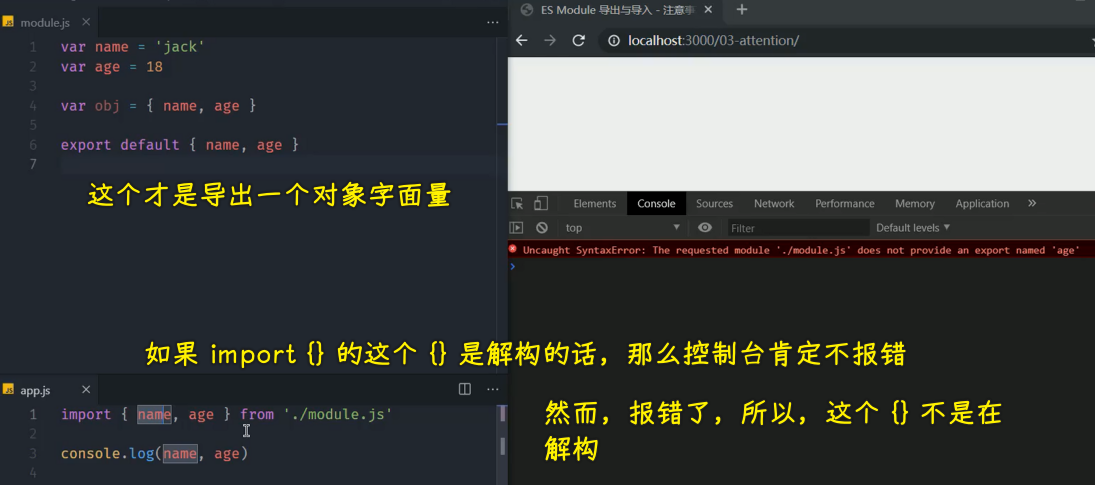 module.js
1 var name = 'jack'
2 var age = 18
3
4 var obj = { name, age }
5
6 export default { name, age }
7
这个才是导出一个对象字面量
ES Module 导出与导入 - 注意事
localhost:3000/03-attention/
Elements Console Sources Network Performance Memory Application »
top Filter Default levels
Uncaught SyntaxError: The requested module './module.js' does not provide an export named 'age'
如果 import {} 的这个 {} 是解构的话，那么控制台肯定不报错
然而，报错了，所以，这个 {} 不是在
解构
app.js
1 import { name, age } from './module.js'
2
3 console.log(name, age)
4